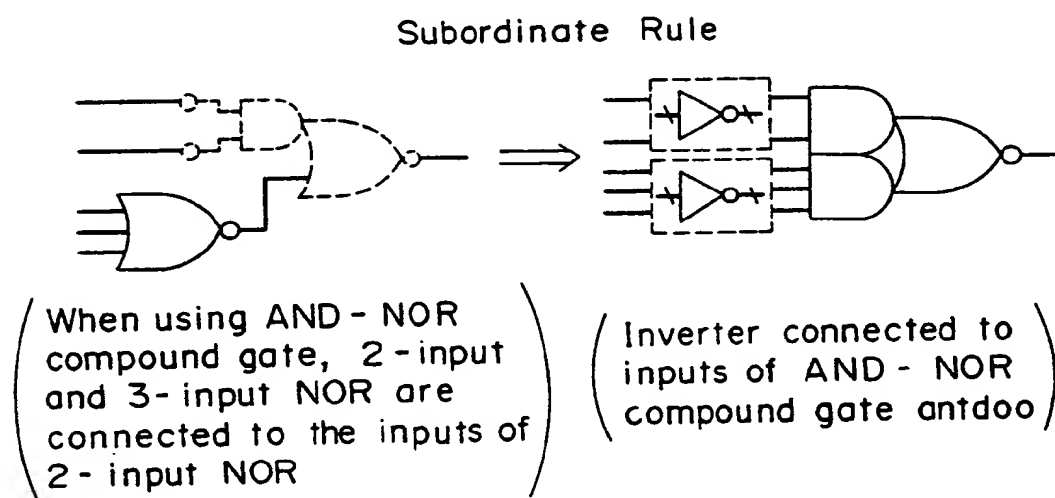 Subordinate Rule
When using AND - NOR
compound gate, 2 - input
and 3 - input NOR are
connected to the inputs of
2 - input NOR
Inverter connected to
inputs of AND - NOR
compound gate antdoo